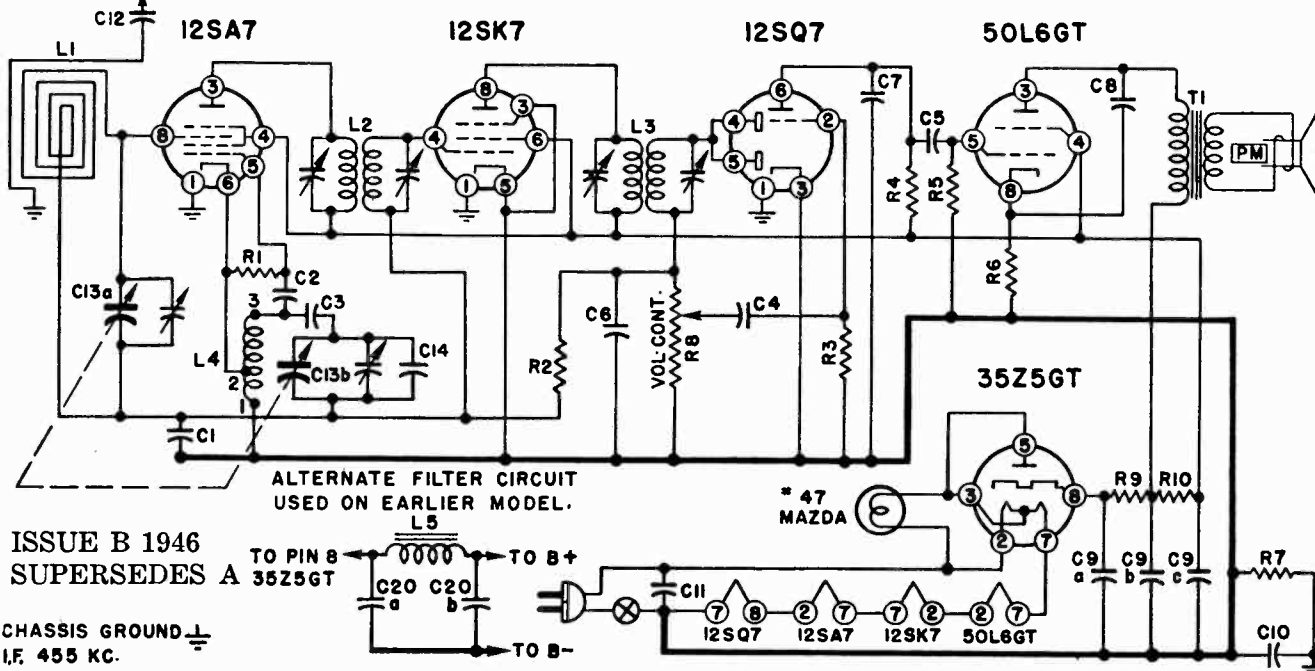 C12
12SA7
12SK7
12SQ7
50L6GT
L1
C7
C8
T1
3
8
3
6
3
8
4
L2
4
6
L3
4
2
C5
5
4
PM
5
5
1
6
1
5
1
3
8
R4
R5
R1
C2
R6
C13a
3
C3
C6
VOL. CONT.
R8
C4
L4
2
C13b
C14
R2
R3
35Z5GT
1
C1
5
ALTERNATE FILTER CIRCUIT
USED ON EARLIER MODEL.
* 47
MAZDA
3
8
R9
R10
L5
ISSUE B 1946
SUPERSEDES A
TO PIN 8
35Z5GT
TO B+
2
7
C20
a
C20
b
C11
C9
a
C9
b
C9
c
R7
7
8
2
7
7
2
2
7
12SQ7
12SA7
12SK7
50L6GT
CHASSIS GROUND
I.F. 455 KC.
TO B-
C10